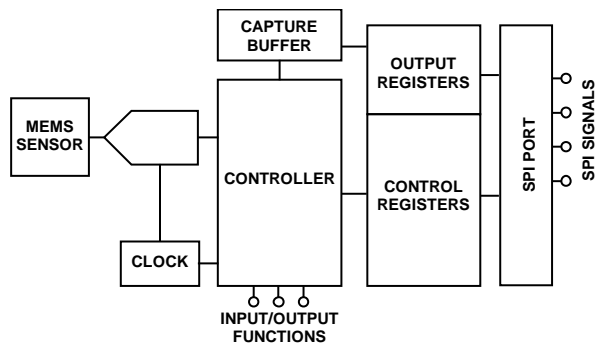 CAPTURE
BUFFER
OUTPUT
REGISTERS
MEMS
SENSOR
CONTROLLER
CONTROL
REGISTERS
SPI PORT
SPI SIGNALS
CLOCK
INPUT/OUTPUT
FUNCTIONS